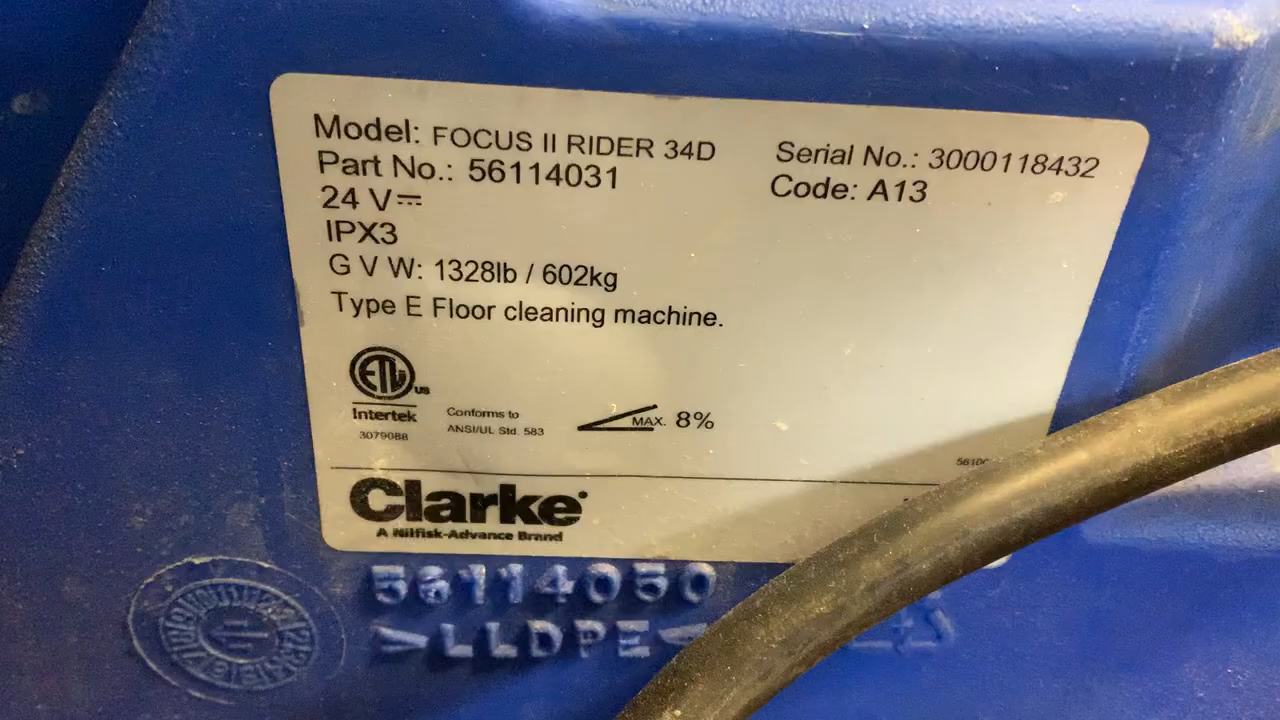 Model: FOCUS II RIDER 34D
Part No.: 56114031
24 V
IPX3
G V W: 1328lb / 602kg
Type E Floor cleaning machine.
Serial No.: 3000118432
Code: A13
ETL US
Intertek
3079088
Conforms to
ANSI/UL Std. 583
MAX. 8%
Clarke
A Nilfisk-Advance Brand
56114050
>LLDPE<